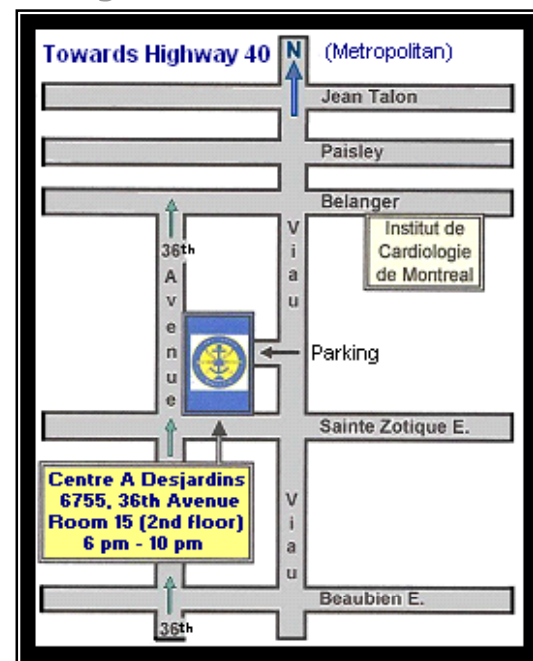 Towards Highway 40 N (Metropolitan)
Jean Talon
Paisley
Belanger
Institut de
Cardiologie
de Montreal
36th Avenue
Viau
Parking
Sainte Zotique E.
Centre A Desjardins
6755, 36th Avenue
Room 15 (2nd floor)
6 pm - 10 pm
Viau
Beaubien E.
36th